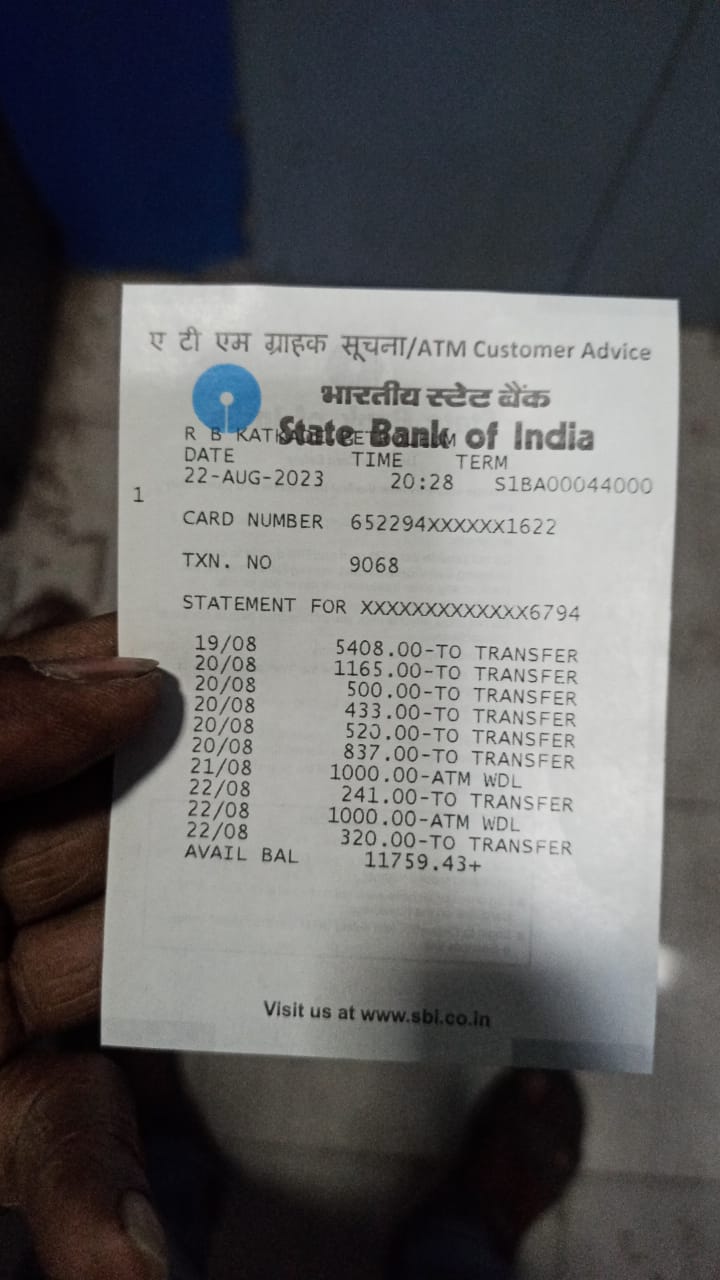 ए टी एम ग्राहक सूचना/ATM Customer Advice
भारतीय स्टेट बैंक
State Bank of India
R B
DATE TIME TERM
22-AUG-2023 20:28 S1BA00044000
1
CARD NUMBER 652294XXXXXX1622
TXN. NO 9068
STATEMENT FOR XXXXXXXXXXXXX6794
19/08 5408.00-TO TRANSFER
20/08 1165.00-TO TRANSFER
20/08 500.00-TO TRANSFER
20/08 433.00-TO TRANSFER
20/08 520.00-TO TRANSFER
20/08 837.00-TO TRANSFER
21/08 1000.00-ATM WDL
22/08 241.00-TO TRANSFER
22/08 1000.00-ATM WDL
22/08 320.00-TO TRANSFER
AVAIL BAL 11759.43+
Visit us at www.sbi.co.in